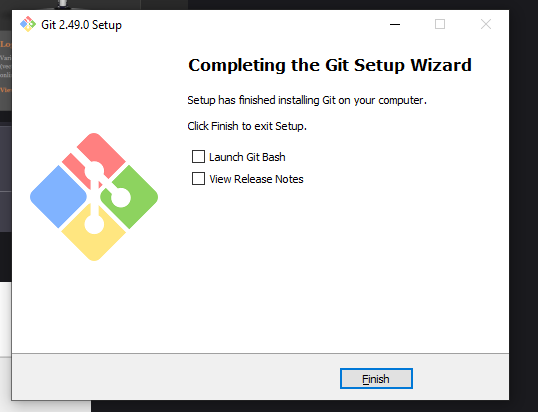 Git 2.49.0 Setup
Completing the Git Setup Wizard
Setup has finished installing Git on your computer.
Click Finish to exit Setup.
Launch Git Bash
View Release Notes
Finish